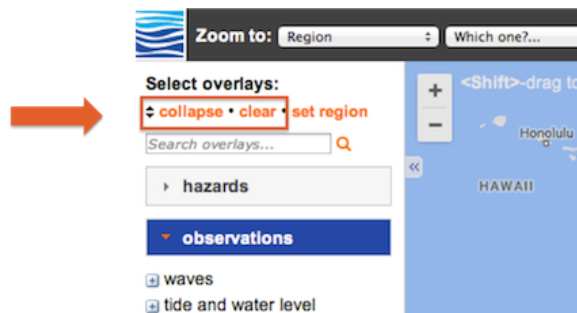 Zoom to: Region Which one?...
Select overlays:
collapse • clear • set region
Search overlays...
hazards
observations
waves
tide and water level
+
<Shift>-drag to
−
Honolulu
«
HAWAII